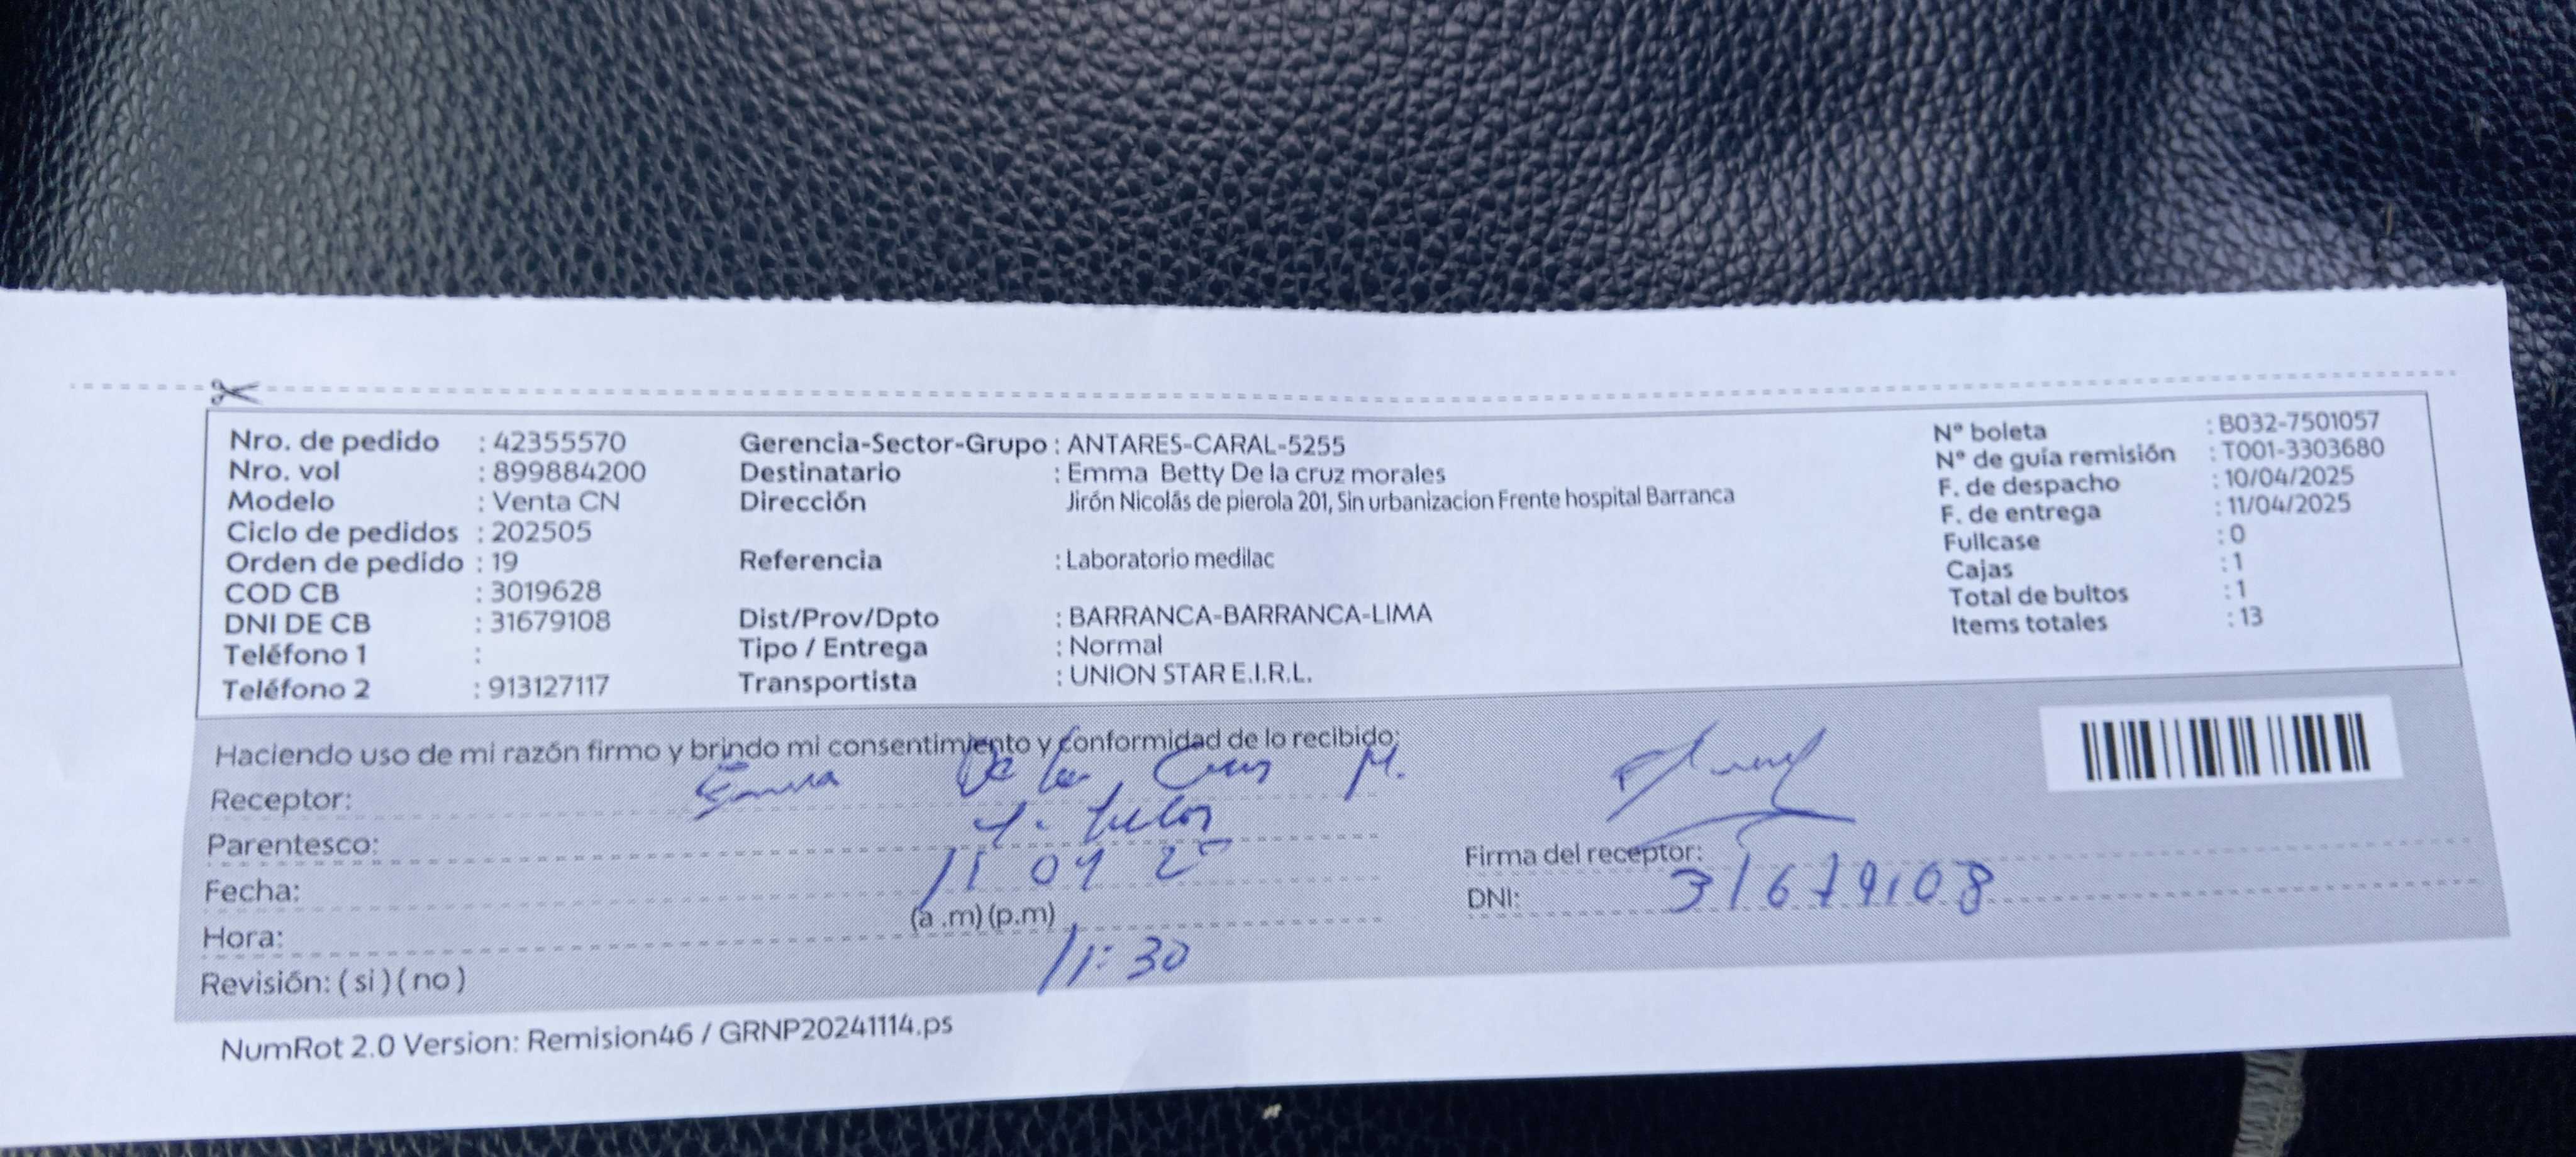 Nro. de pedido : 42355570
Nro. vol : 899884200
Modelo : Venta CN
Ciclo de pedidos : 202505
Orden de pedido : 19
COD CB : 3019628
DNI DE CB : 31679108
Teléfono 1 :
Teléfono 2 : 913127117
Gerencia-Sector-Grupo : ANTARES-CARAL-5255
Destinatario : Emma Betty De la cruz morales
Dirección Jirón Nicolás de pierola 201, Sin urbanizacion Frente hospital Barranca
Referencia : Laboratorio medilac
Dist/Prov/Dpto : BARRANCA-BARRANCA-LIMA
Tipo / Entrega : Normal
Transportista : UNION STAR E.I.R.L.
N° boleta : B032-7501057
N° de guía remisión : T001-3303680
F. de despacho : 10/04/2025
F. de entrega : 11/04/2025
Fullcase : 0
Cajas : 1
Total de bultos : 1
Items totales : 13
Haciendo uso de mi razón firmo y brindo mi consentimiento y conformidad de lo recibido:
Receptor: Emma De la Cruz M.
Parentesco:
Fecha: 11 04 25
Hora: (a .m) (p.m) 11:30
Revisión: ( si ) ( no )
Firma del receptor:
DNI: 31679108
NumRot 2.0 Version: Remision46 / GRNP20241114.ps